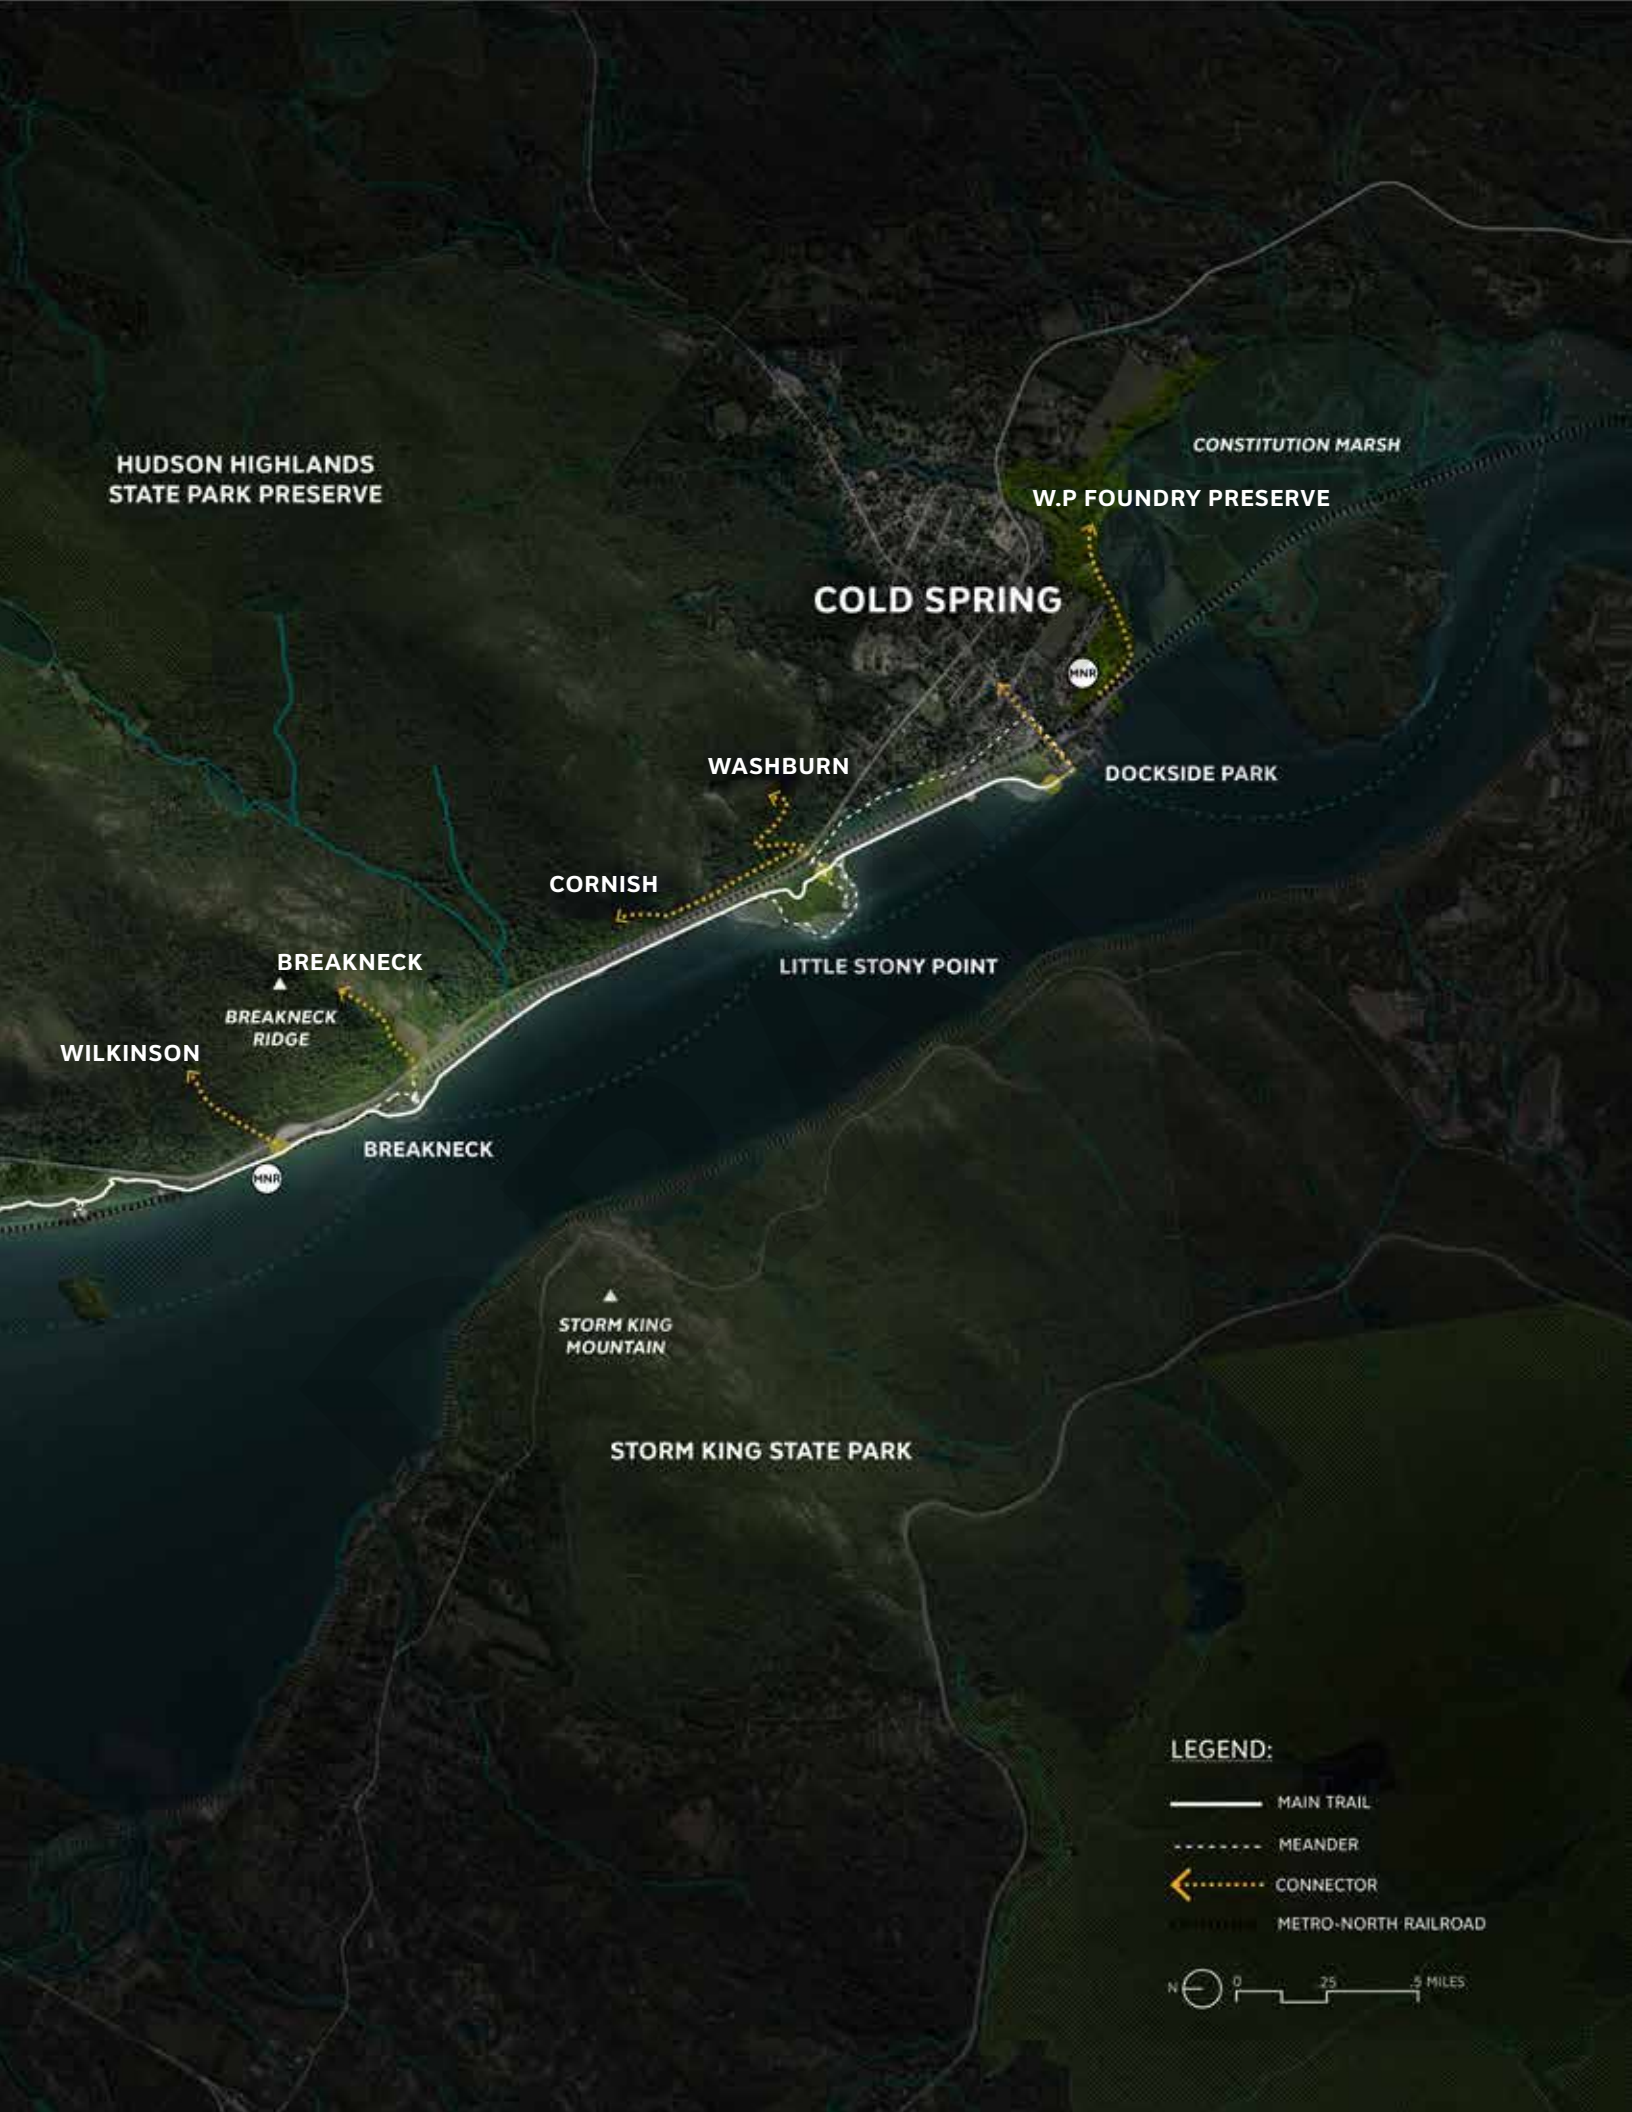 HUDSON HIGHLANDS
STATE PARK PRESERVE
CONSTITUTION MARSH
W.P FOUNDRY PRESERVE
COLD SPRING
MNR
WASHBURN
DOCKSIDE PARK
CORNISH
BREAKNECK
LITTLE STONY POINT
BREAKNECK
RIDGE
WILKINSON
BREAKNECK
MNR
STORM KING
MOUNTAIN
STORM KING STATE PARK
LEGEND:
MAIN TRAIL
MEANDER
CONNECTOR
METRO-NORTH RAILROAD
N 0 .25 .5 MILES